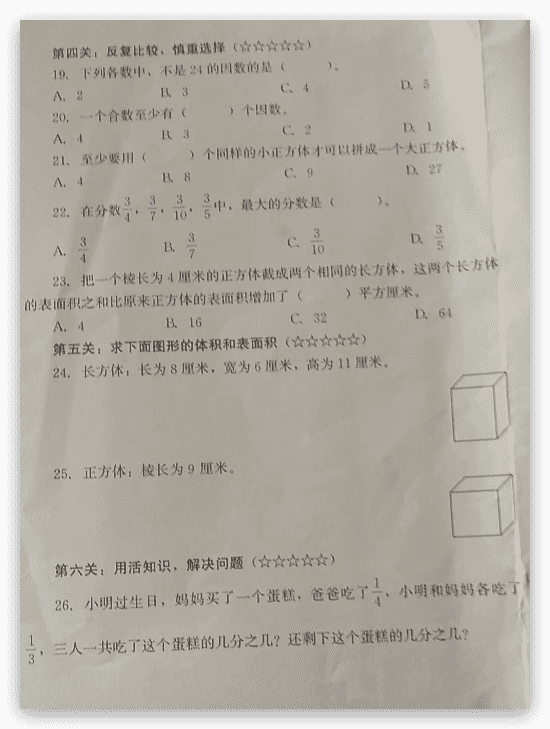 第四关：反复比较、慎重选择（☆☆☆☆☆）
19. 下列各数中，不是 24 的因数的是（　　）。
A. 2　B. 3　C. 4　D. 5
20. 一个合数至少有（　　）个因数。
A. 4　B. 3　C. 2　D. 1
21. 至少要用（　　）个同样的小正方体才可以拼成一个大正方体。
A. 4　B. 8　C. 9　D. 27
22. 在分数3/4，3/7，3/10，3/5中，最大的分数是（　　）。
A. 3/4　B. 3/7　C. 3/10　D. 3/5
23. 把一个棱长为 4 厘米的正方体截成两个相同的长方体，这两个长方体
的表面积之和比原来正方体的表面积增加了（　　）平方厘米。
A. 4　B. 16　C. 32　D. 64
第五关：求下面图形的体积和表面积（☆☆☆☆☆）
24. 长方体：长为 8 厘米，宽为 6 厘米，高为 11 厘米。
25. 正方体：棱长为 9 厘米。
第六关：用活知识，解决问题（☆☆☆☆☆）
26. 小明过生日，妈妈买了一个蛋糕，爸爸吃了1/4、小明和妈妈各吃了
1/3，三人一共吃了这个蛋糕的几分之几？还剩下这个蛋糕的几分之几？